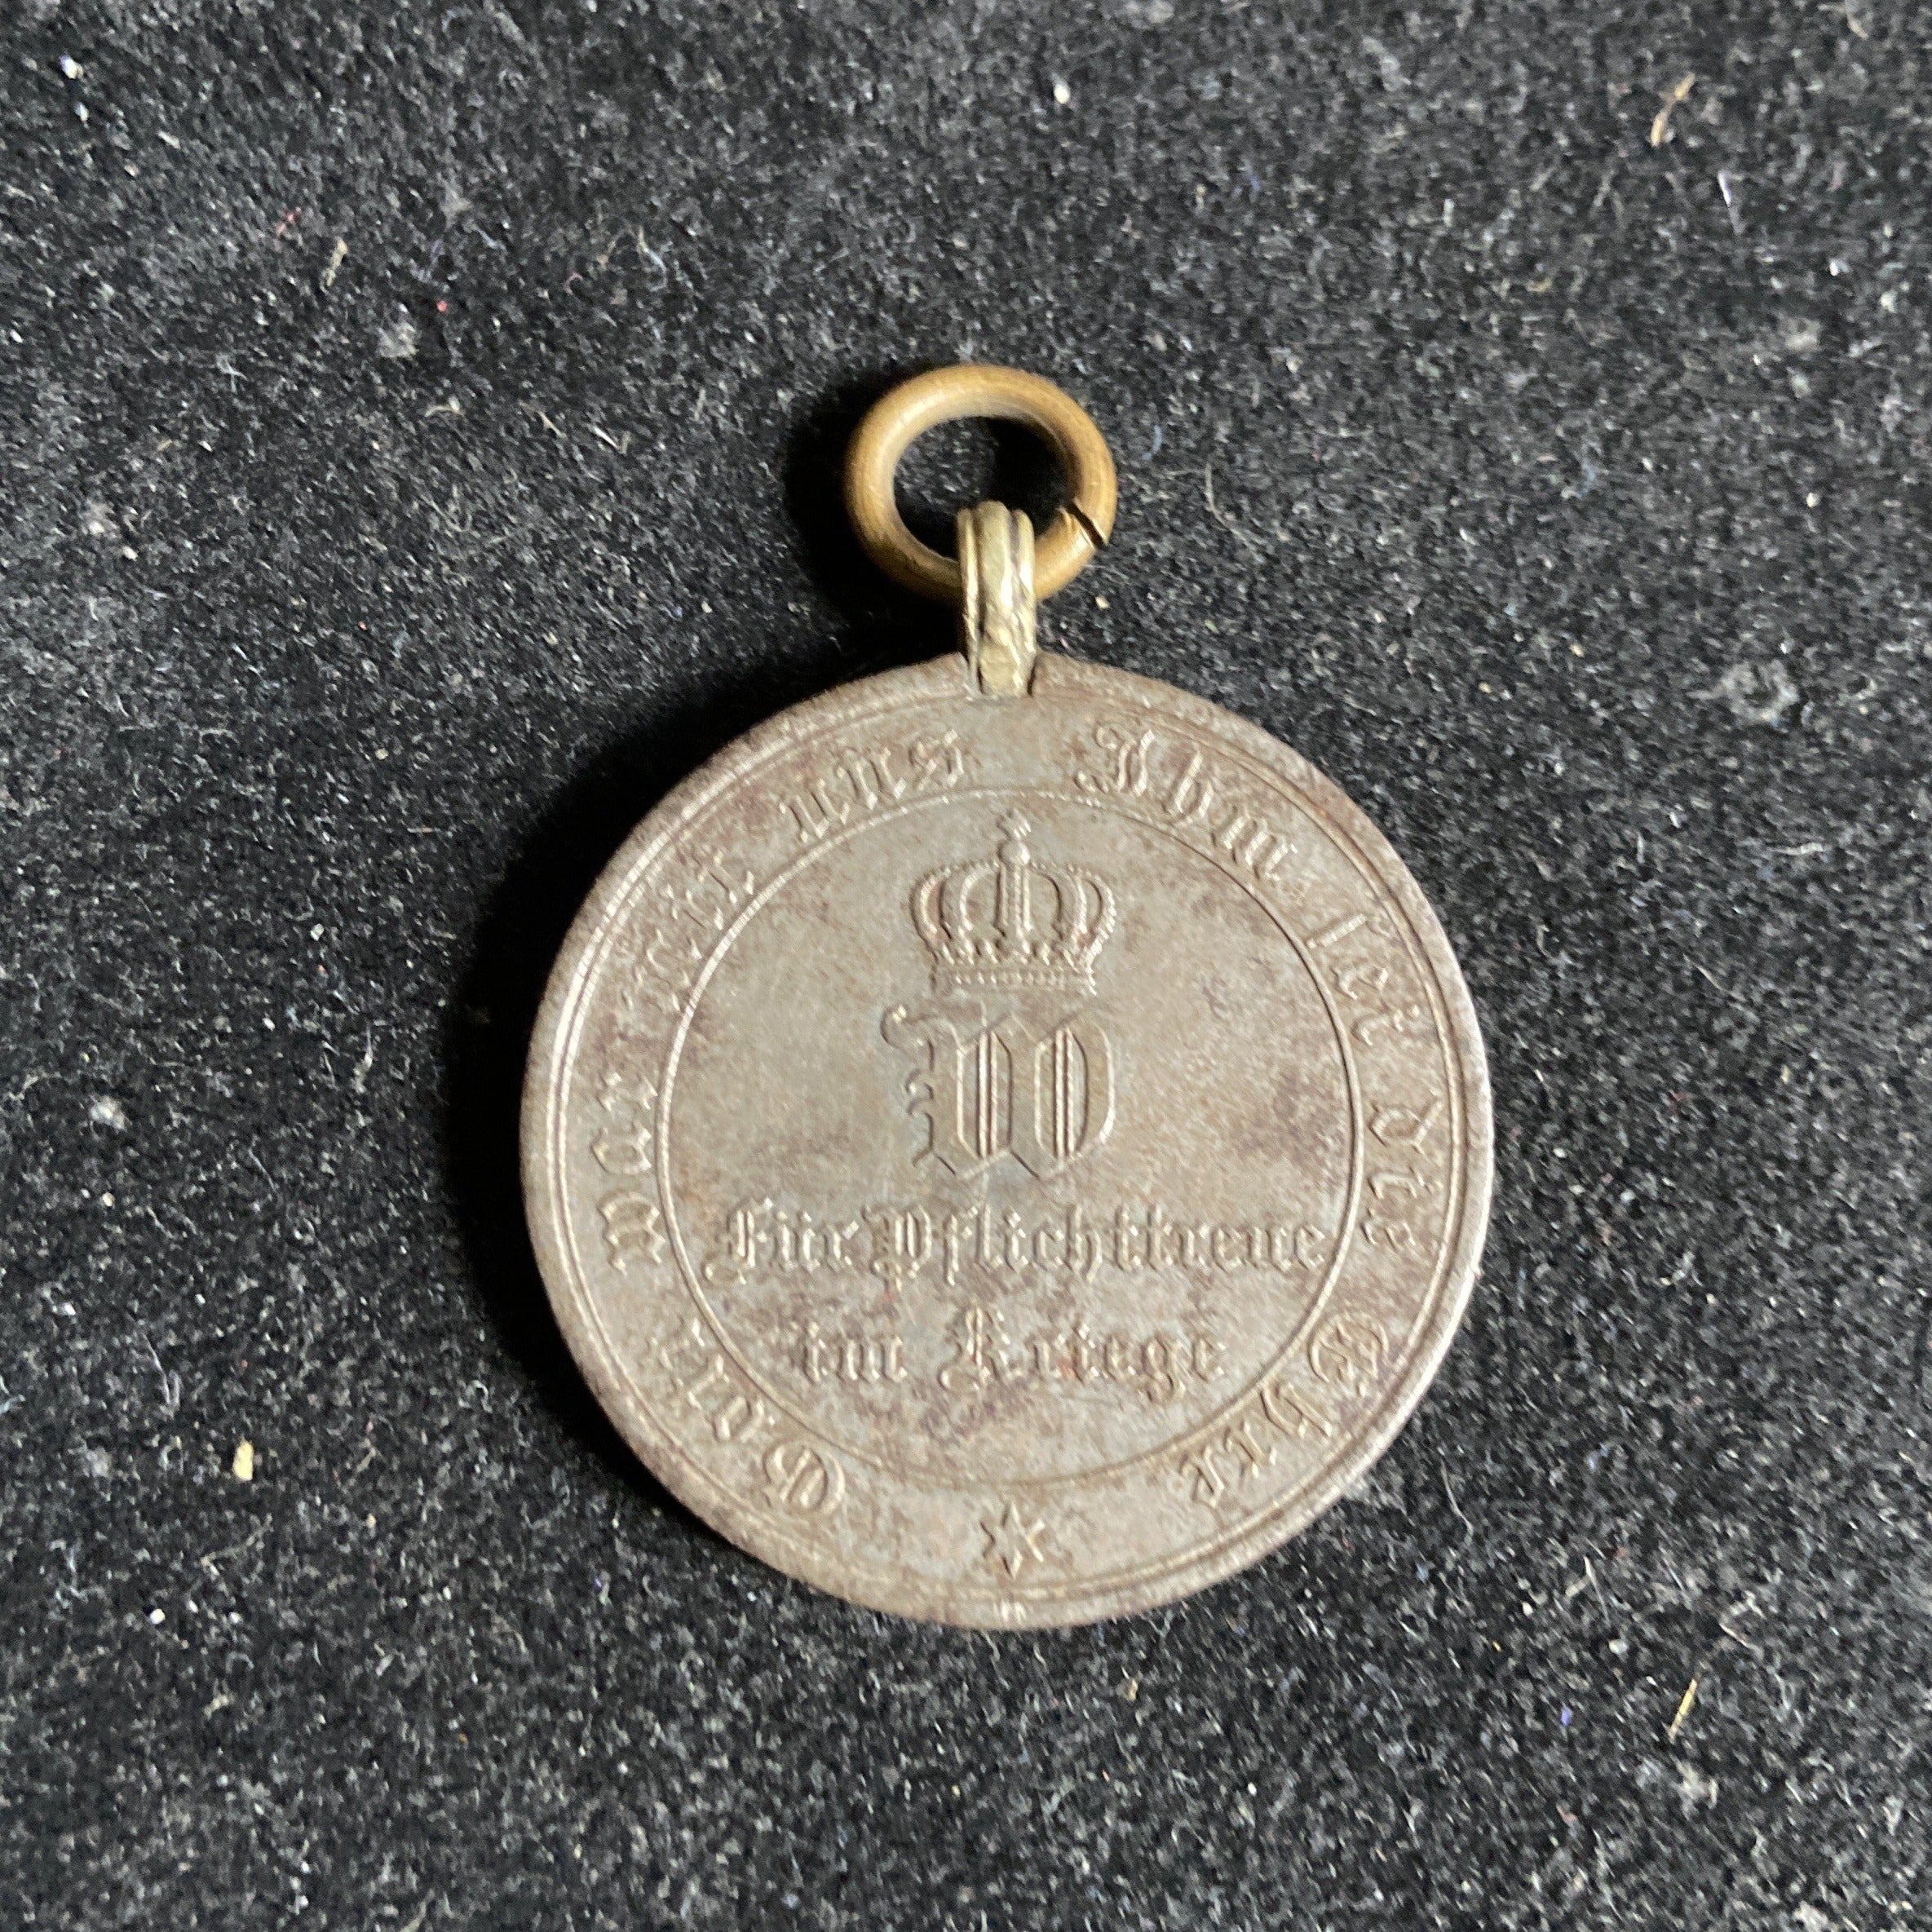 Gott war mit uns Ihm sei die Ehre
W
Für Pflichttreue
im Kriege